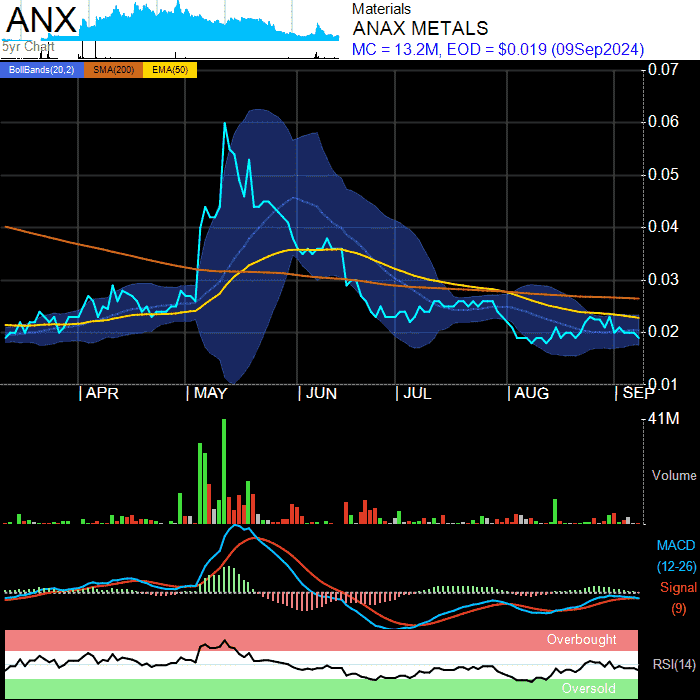 ANX
5yr Chart
Materials
ANAX METALS
MC = 13.2M, EOD = $0.019 (09Sep2024)
BollBands(20,2) SMA(200) EMA(50)
0.07
0.06
0.05
0.04
0.03
0.02
0.01
APR MAY JUN JUL AUG SEP
41M
Volume
MACD
(12-26)
Signal
(9)
Overbought
RSI(14)
Oversold